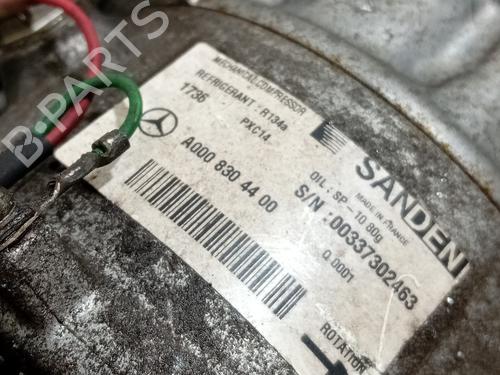 MECHANICAL COMPRESSOR
REFRIGERANT : R134a
1736
PXC14
A000 830 44 00
SANDEN
MADE IN FRANCE
OIL : SP - 10 80g
S/N : 00337302463
Q 0001
ROTATION
B-PARTS